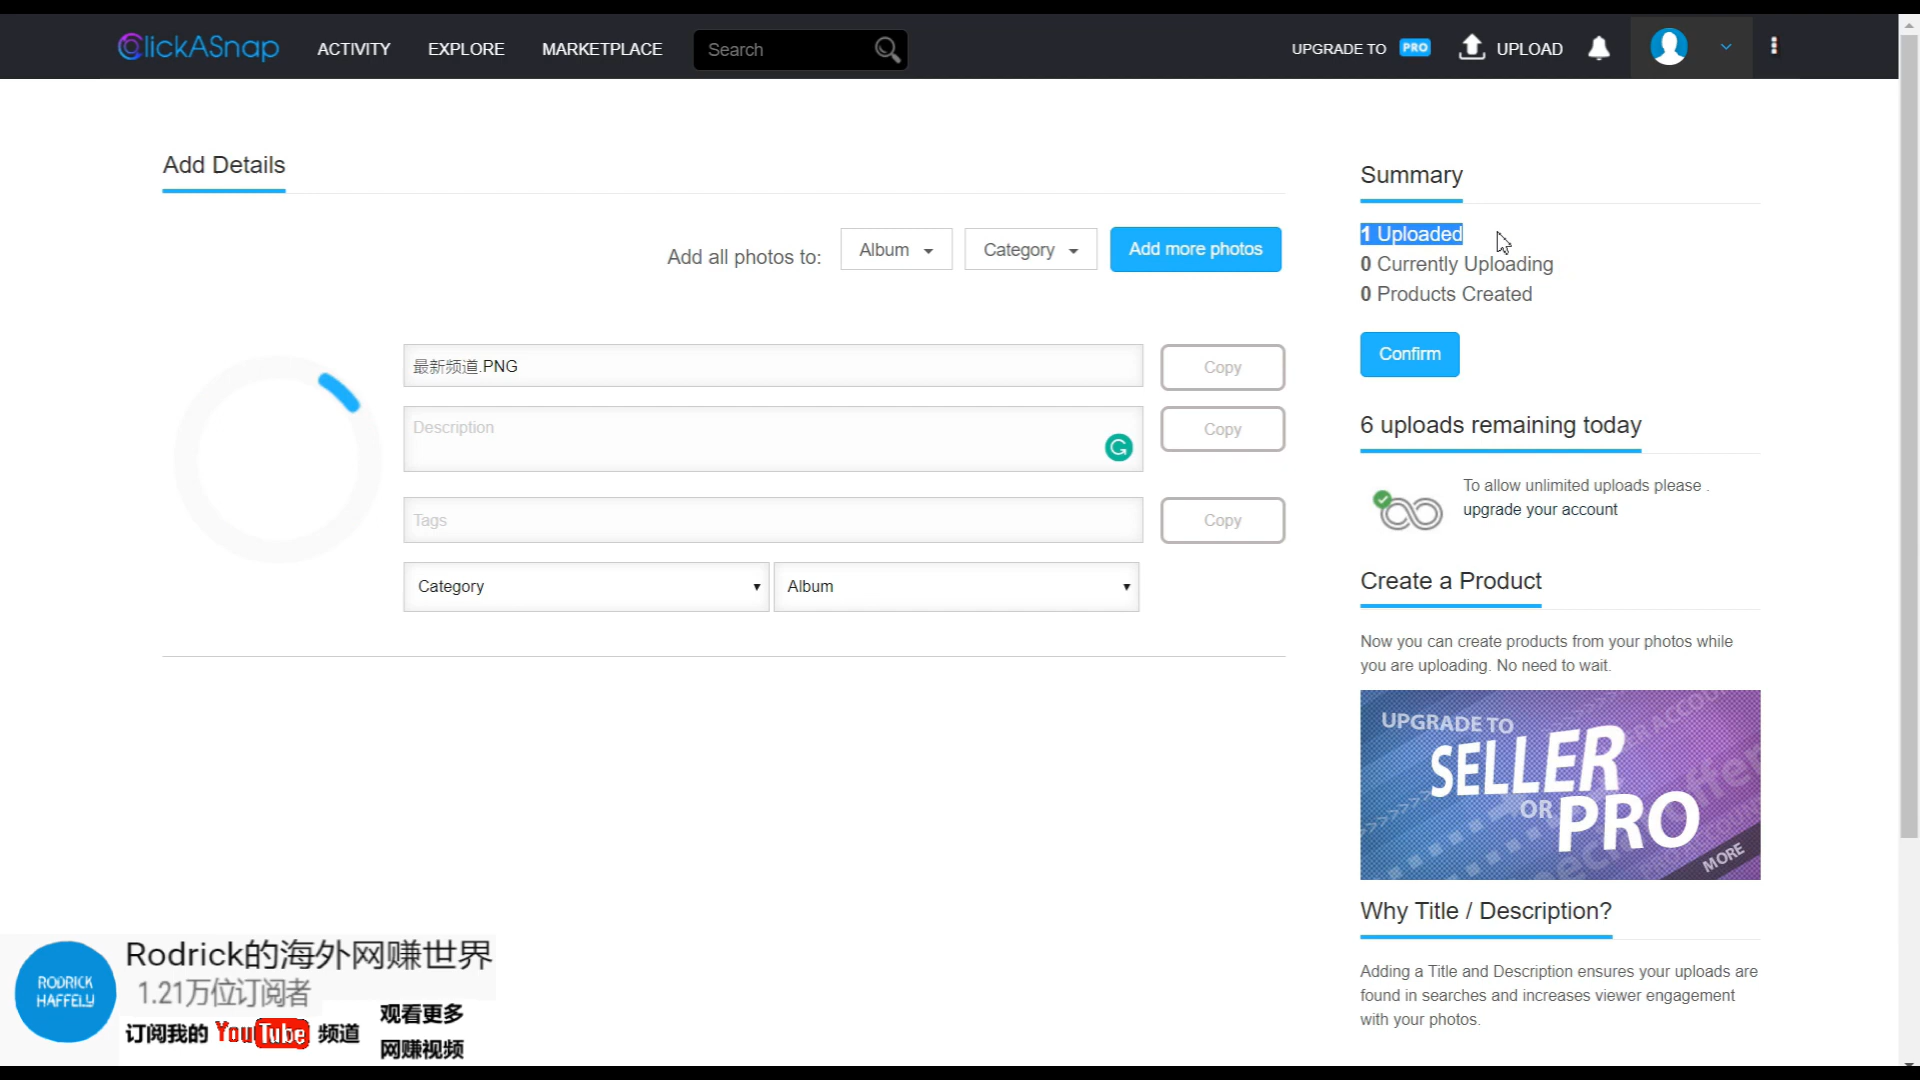 ClickASnap ACTIVITY EXPLORE MARKETPLACE Search UPGRADE TO PRO UPLOAD
Add Details
Add all photos to: Album Category Add more photos
最新频道.PNG Copy
Description Copy
Tags Copy
Category Album
Summary
1 Uploaded
0 Currently Uploading
0 Products Created
Confirm
6 uploads remaining today
To allow unlimited uploads please .
upgrade your account
Create a Product
Now you can create products from your photos while
you are uploading. No need to wait.
UPGRADE TO
SELLER
OR PRO
MORE
Why Title / Description?
Adding a Title and Description ensures your uploads are
found in searches and increases viewer engagement
with your photos.
RODRICK
HAFFELY
Rodrick的海外网赚世界
1.21万位订阅者
订阅我的 YouTube 频道
观看更多
网赚视频